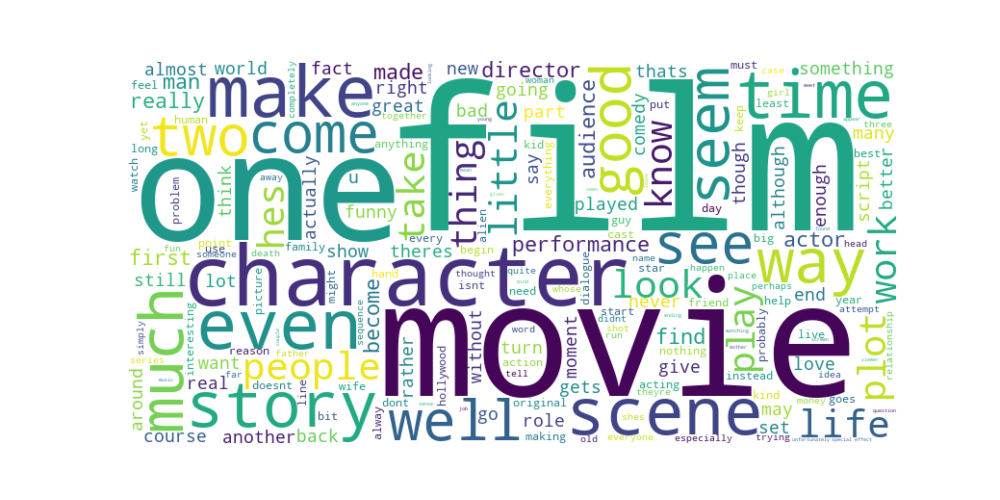 almost world fact made new director thats must case something
feel man completely right great going woman girl least
really make bad part audience comedy put keep three time
yet human together kid many
long two come anything say know seem though although best
watch one film little good everything better
think u take thing enough script
problem away actually funny alien played guy day
hes every cast
first point use family show theres begin performance see big actor head
fun someone death
still lot picture might hand thought quite name star happen place way work
isnt need whose dialogue look never friend perhaps help end year
character
much interesting even become sequence without movie start play probably live attempt
simply word shot run relationship
series want reason father rather turn moment find nothing plot
around real far doesnt action gets give instead love idea
people wife hollywood tell acting theyre kind goes
line story dont original scene shes may money life
bit well go role set
course another back alway making old everyone especially trying unfortunately special effect
job question